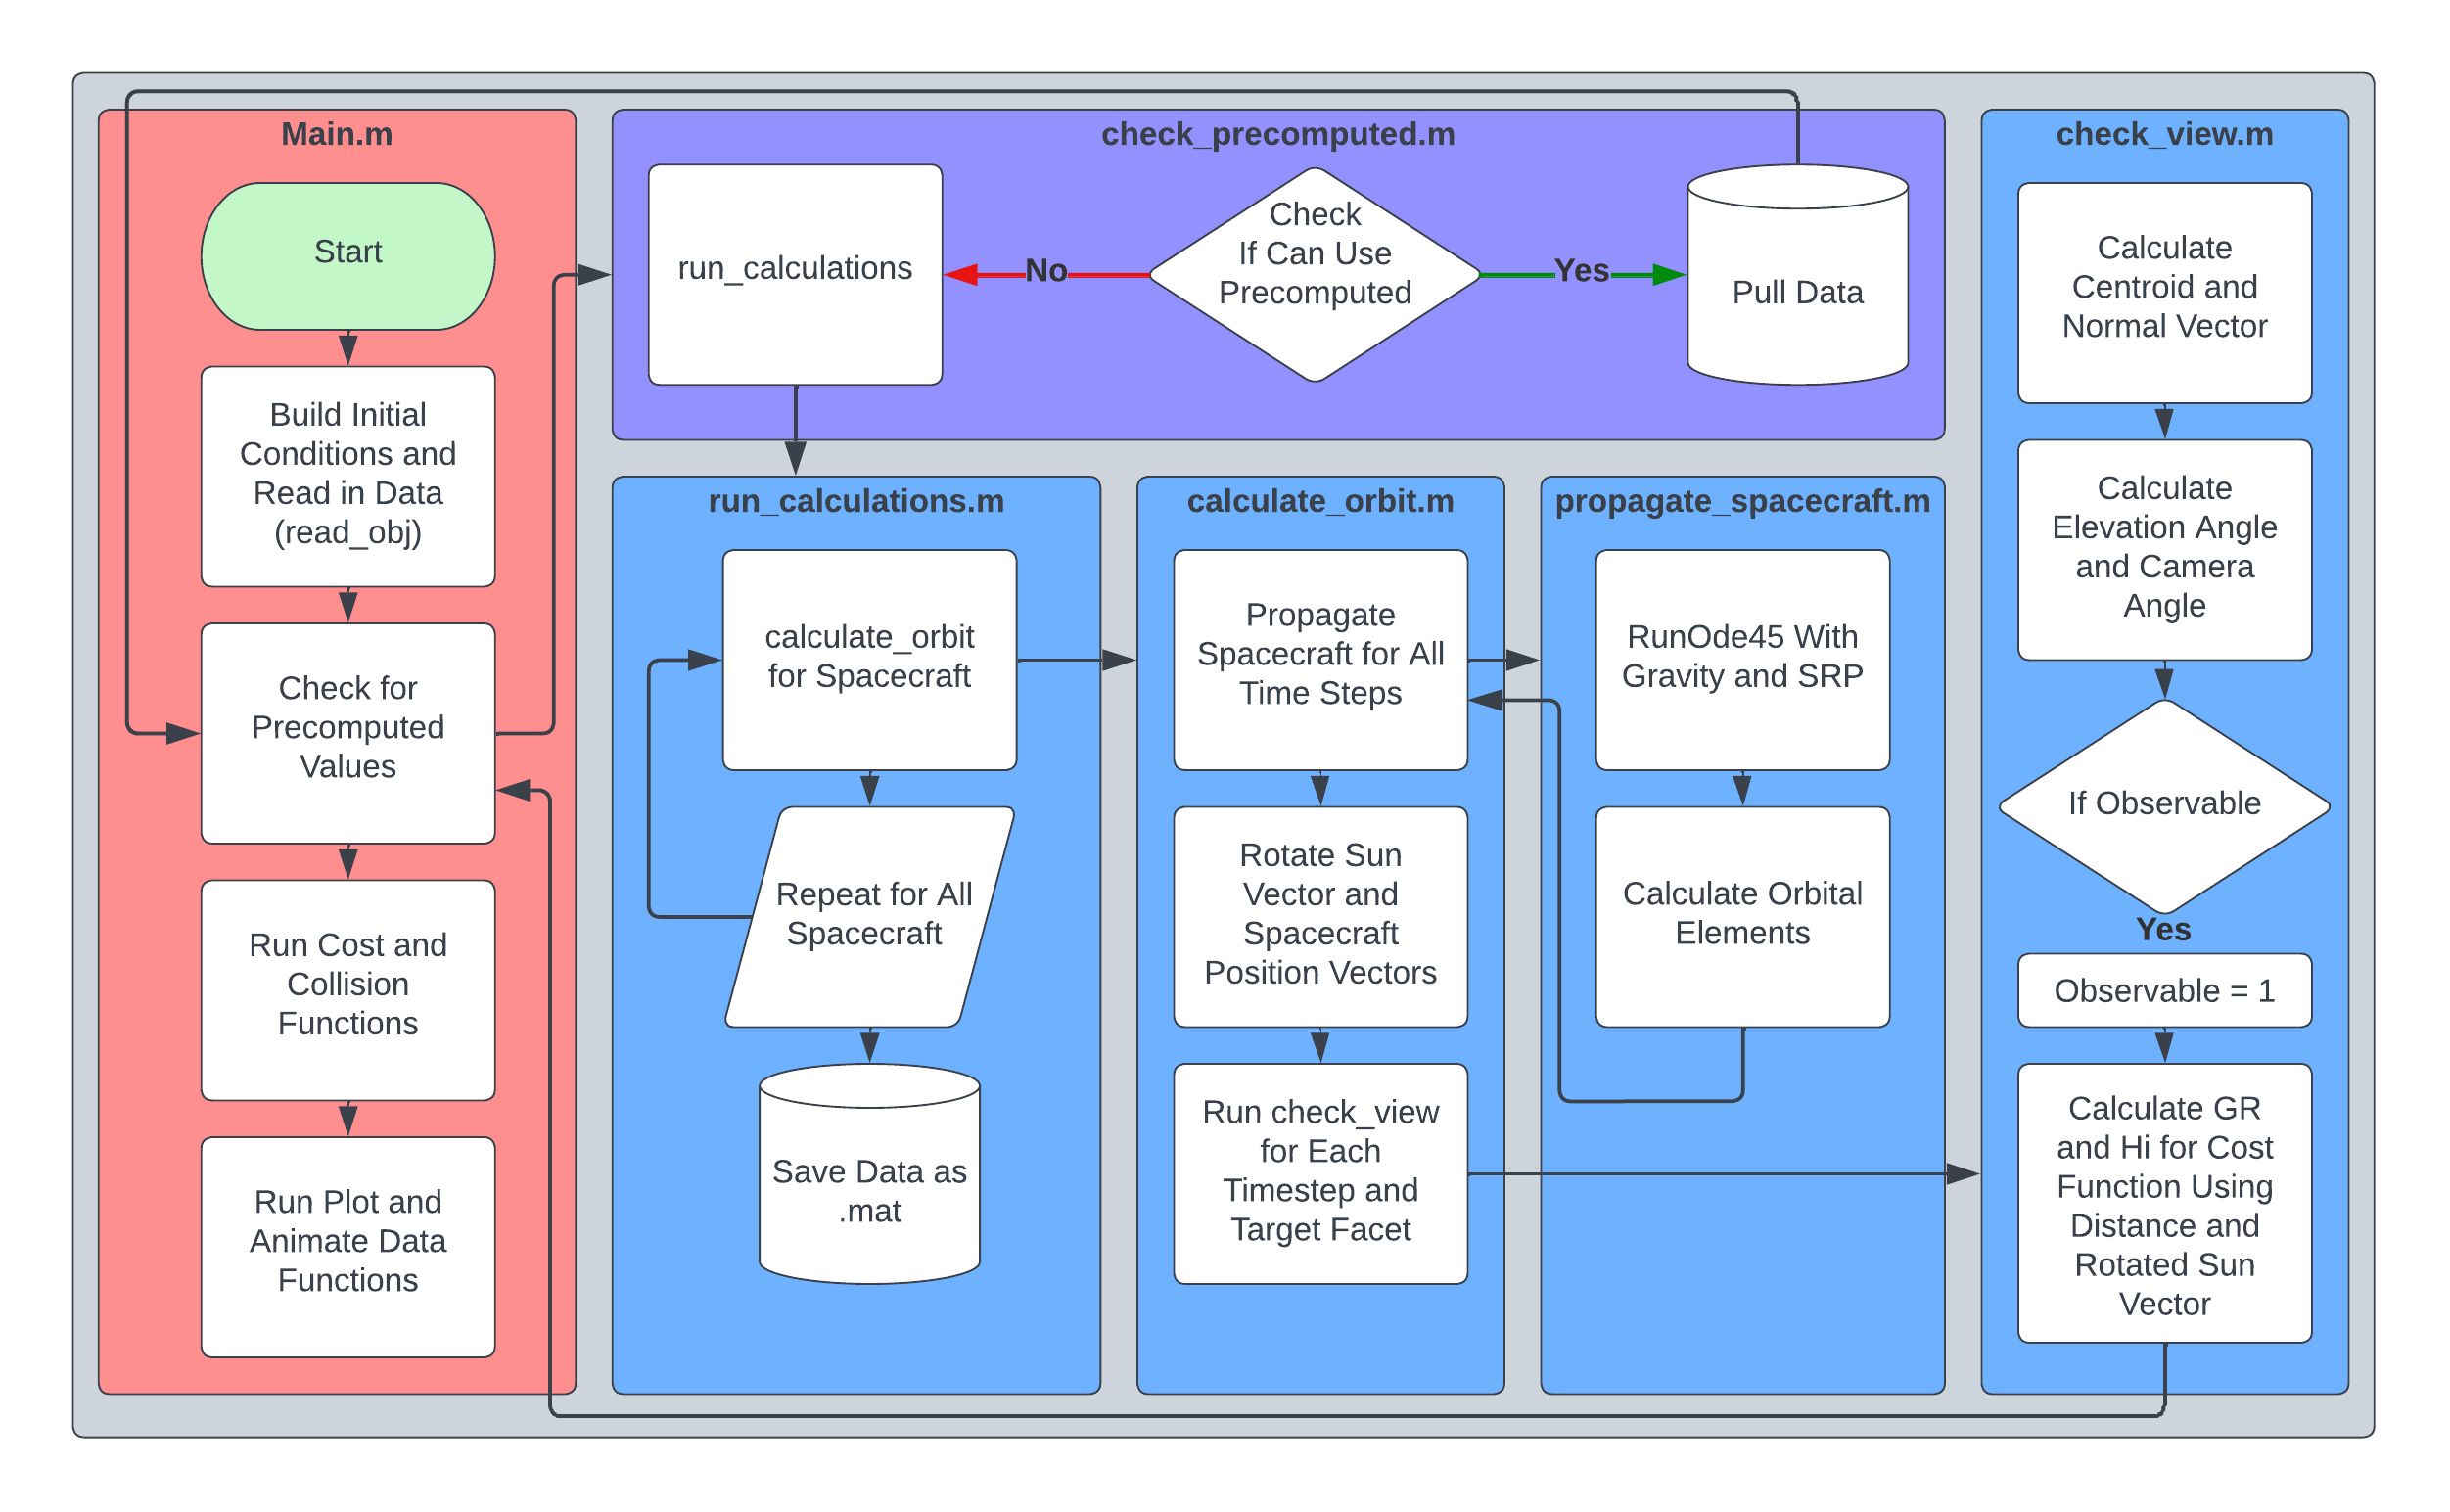 Main.m
Start
Build Initial
Conditions and
Read in Data
(read_obj)
Check for
Precomputed
Values
Run Cost and
Collision
Functions
Run Plot and
Animate Data
Functions
check_precomputed.m
run_calculations
No
Check
If Can Use
Precomputed
Yes
Pull Data
run_calculations.m
calculate_orbit
for Spacecraft
Repeat for All
Spacecraft
Save Data as
.mat
calculate_orbit.m
Propagate
Spacecraft for All
Time Steps
Rotate Sun
Vector and
Spacecraft
Position Vectors
Run check_view
for Each
Timestep and
Target Facet
propagate_spacecraft.m
RunOde45 With
Gravity and SRP
Calculate Orbital
Elements
check_view.m
Calculate
Centroid and
Normal Vector
Calculate
Elevation Angle
and Camera
Angle
If Observable
Yes
Observable = 1
Calculate GR
and Hi for Cost
Function Using
Distance and
Rotated Sun
Vector